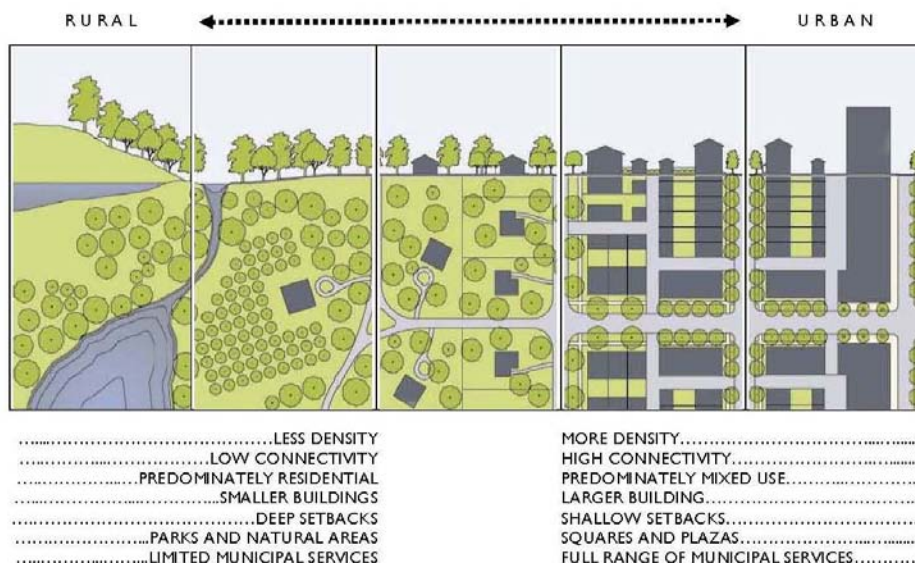 RURAL URBAN
....................................LESS DENSITY
....................................LOW CONNECTIVITY
....................................PREDOMINATELY RESIDENTIAL
....................................SMALLER BUILDINGS
....................................DEEP SETBACKS
....................................PARKS AND NATURAL AREAS
....................................LIMITED MUNICIPAL SERVICES
MORE DENSITY....................................
HIGH CONNECTIVITY....................................
PREDOMINATELY MIXED USE....................................
LARGER BUILDING....................................
SHALLOW SETBACKS....................................
SQUARES AND PLAZAS....................................
FULL RANGE OF MUNICIPAL SERVICES............